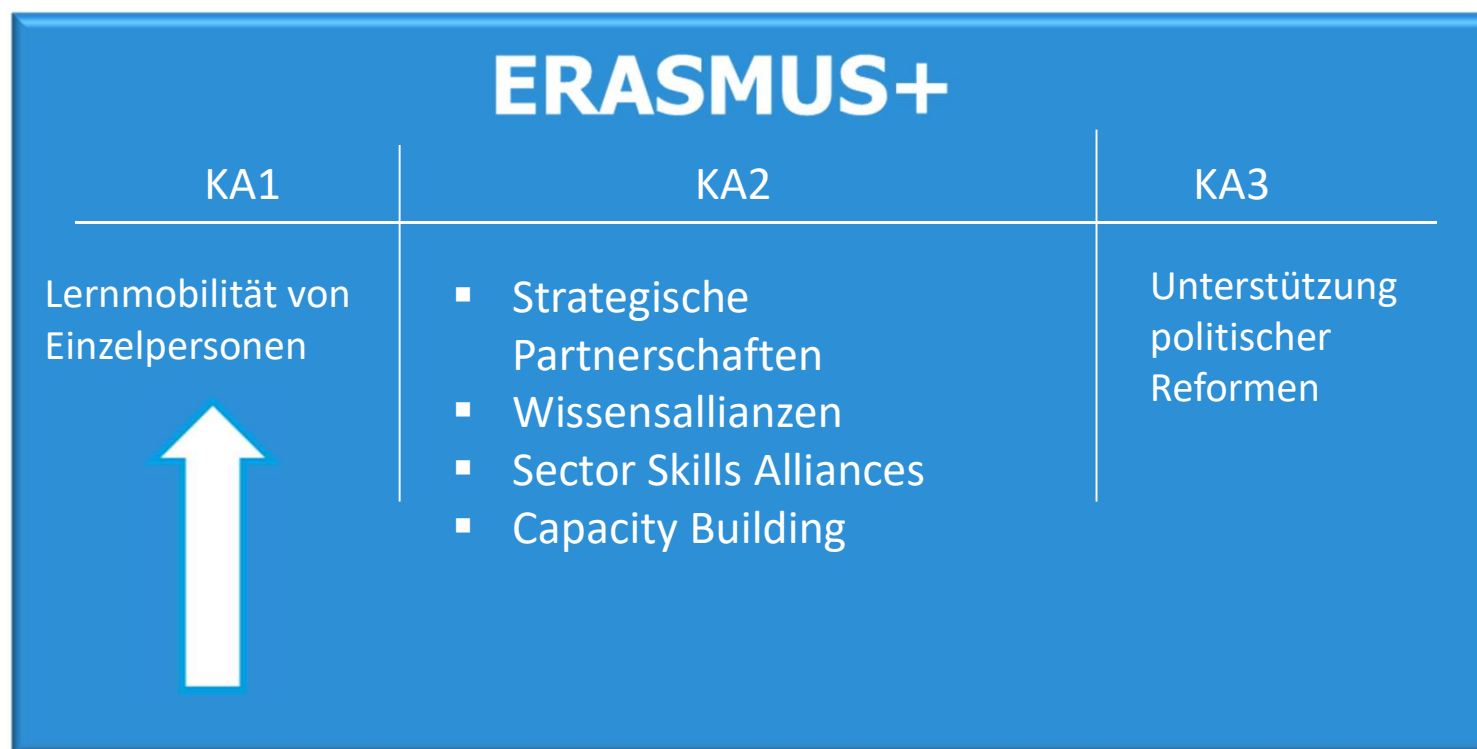 ERASMUS+
KA1
KA2
KA3
Lernmobilität von
Einzelpersonen
▪ Strategische
Partnerschaften
▪ Wissensallianzen
▪ Sector Skills Alliances
▪ Capacity Building
Unterstützung
politischer
Reformen